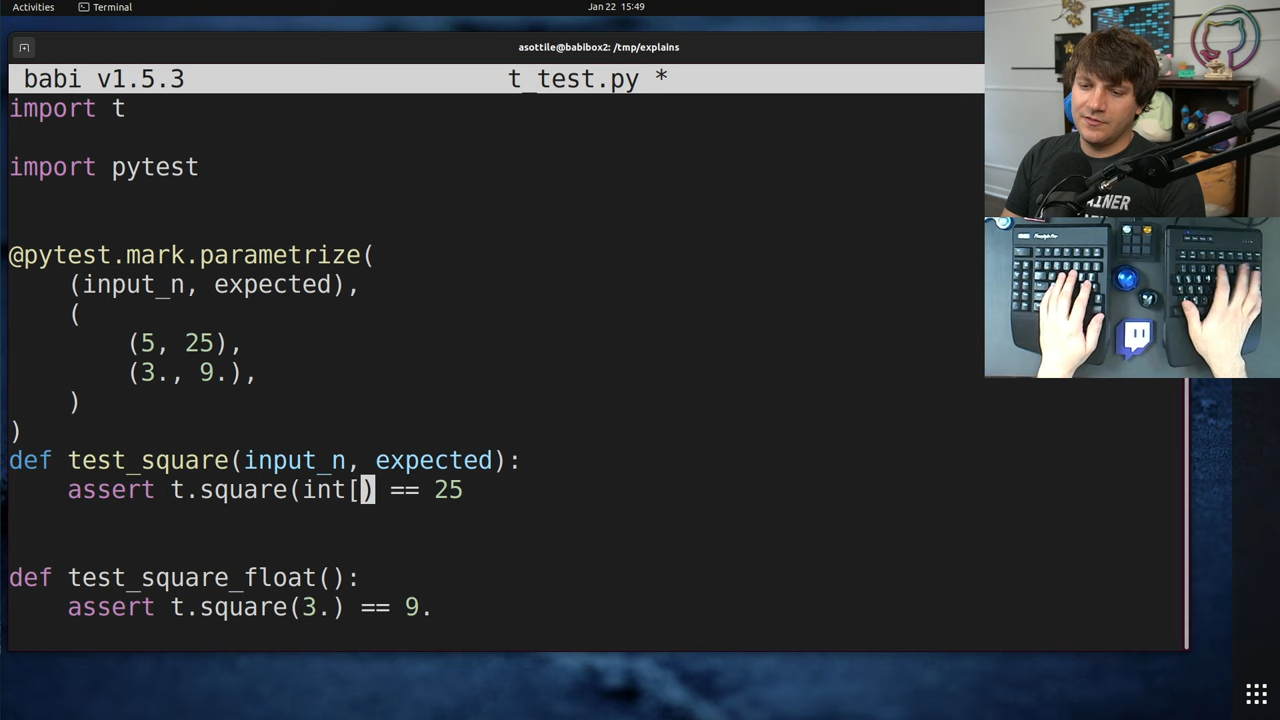 Activities
Terminal
Jan 22 15:49
asottile@babibox2: /tmp/explains
babi v1.5.3
t_test.py *
import t
import pytest
@pytest.mark.parametrize(
(input_n, expected),
(
(5, 25),
(3., 9.),
)
)
def test_square(input_n, expected):
assert t.square(int[) == 25
def test_square_float():
assert t.square(3.) == 9.